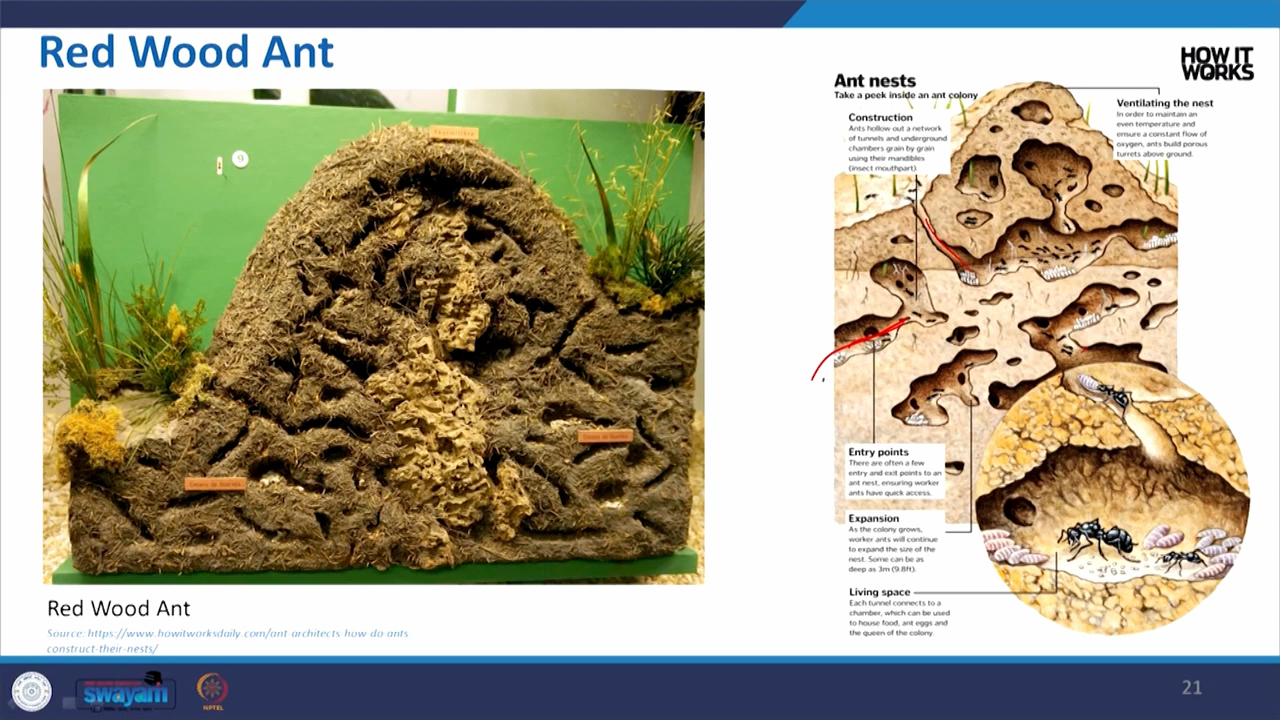 Red Wood Ant
HOW IT
WORKS
Ant nests
Take a peek inside an ant colony
Construction
Ants hollow out a network
of tunnels and underground
chambers grain by grain
using their mandibles
(insect mouthpart).
Ventilating the nest
In order to maintain an
even temperature and
ensure a constant flow of
oxygen, ants build porous
turrets above ground.
9
Entry points
There are often a few
entry and exit points to an
ant nest, ensuring worker
ants have quick access.
Expansion
As the colony grows,
worker ants will continue
to expand the size of the
nest. Some can be as
deep as 3m (9.8ft).
Living space
Each tunnel connects to a
chamber, which can be used
to house food, ant eggs and
the queen of the colony.
Red Wood Ant
Source: https://www.howitworksdaily.com/ant-architects-how-do-ants
construct-their-nests/
swayam
NPTEL
21